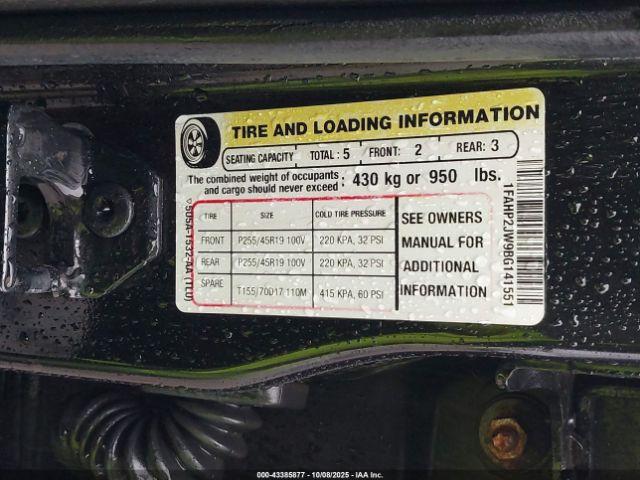 TIRE AND LOADING INFORMATION
SEATING CAPACITY TOTAL : 5 FRONT: 2 REAR: 3
The combined weight of occupants and cargo should never exceed : 430 kg or 950 lbs.
TIRE SIZE COLD TIRE PRESSURE
FRONT P255/45R19 100V 220 KPA, 32 PSI
REAR P255/45R19 100V 220 KPA, 32 PSI
SPARE T155/70D17 110M 415 KPA, 60 PSI
SEE OWNERS
MANUAL FOR
ADDITIONAL
INFORMATION
1FAHP2JW9BG141551
000-43385877 - 10/08/2025 - IAA Inc.